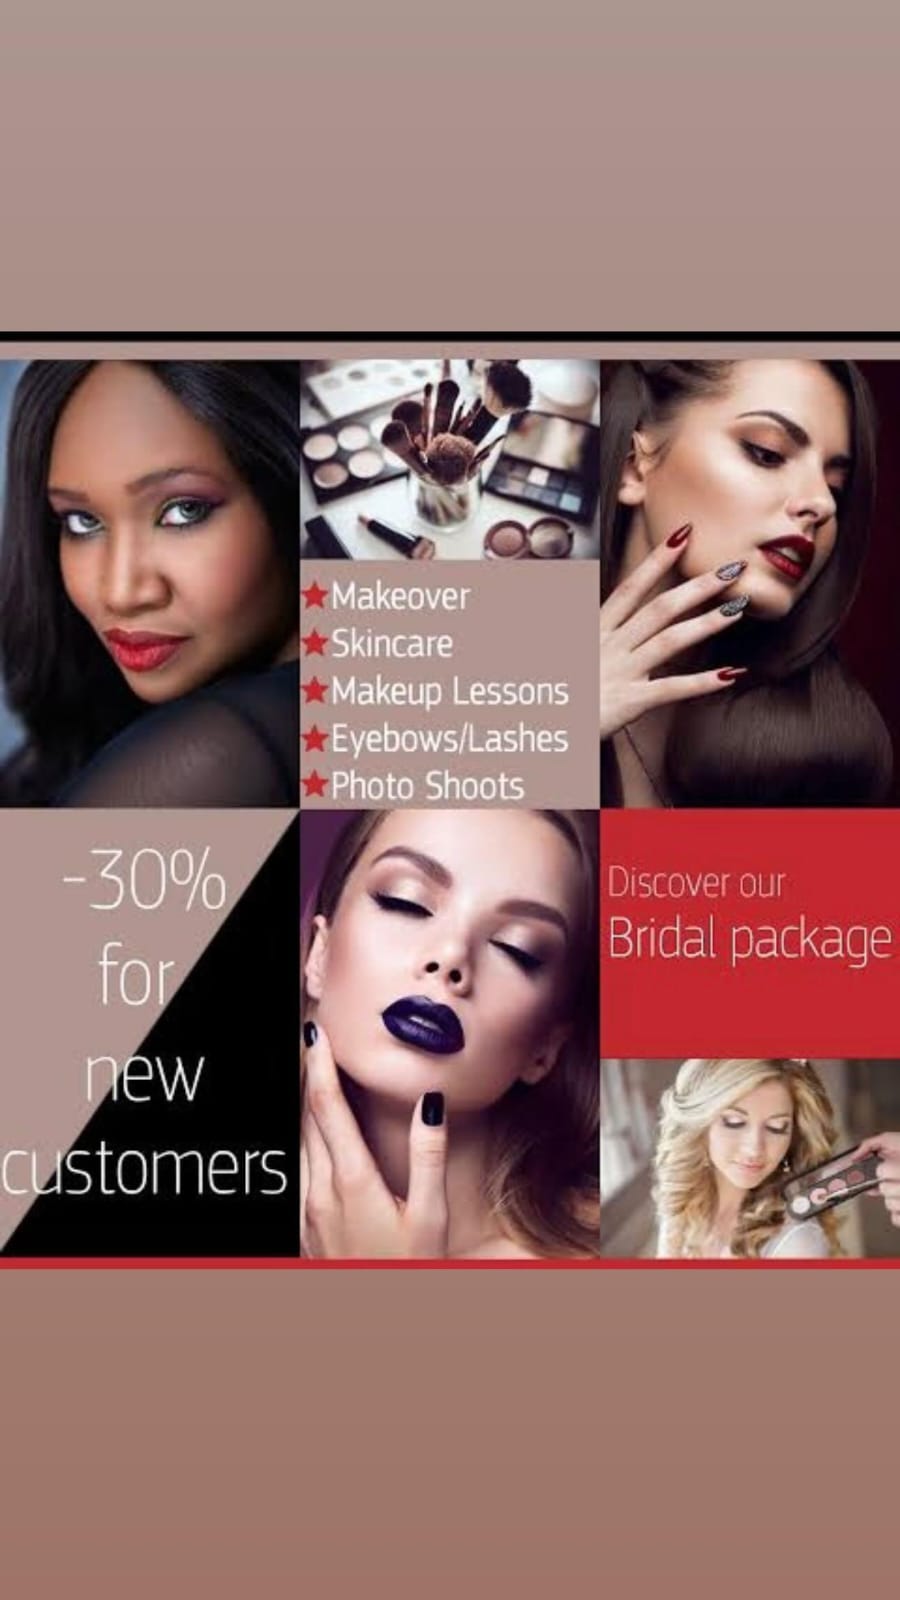 Makeover
Skincare
Makeup Lessons
Eyebows/Lashes
Photo Shoots
-30%
for
new
customers
Discover our
Bridal package